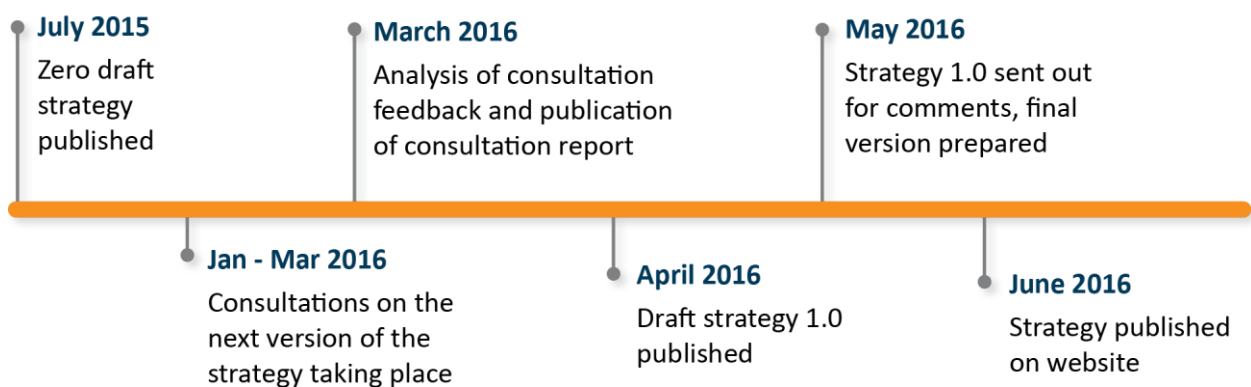 July 2015
Zero draft
strategy
published
March 2016
Analysis of consultation
feedback and publication
of consultation report
May 2016
Strategy 1.0 sent out
for comments, final
version prepared
Jan - Mar 2016
Consultations on the
next version of the
strategy taking place
April 2016
Draft strategy 1.0
published
June 2016
Strategy published
on website